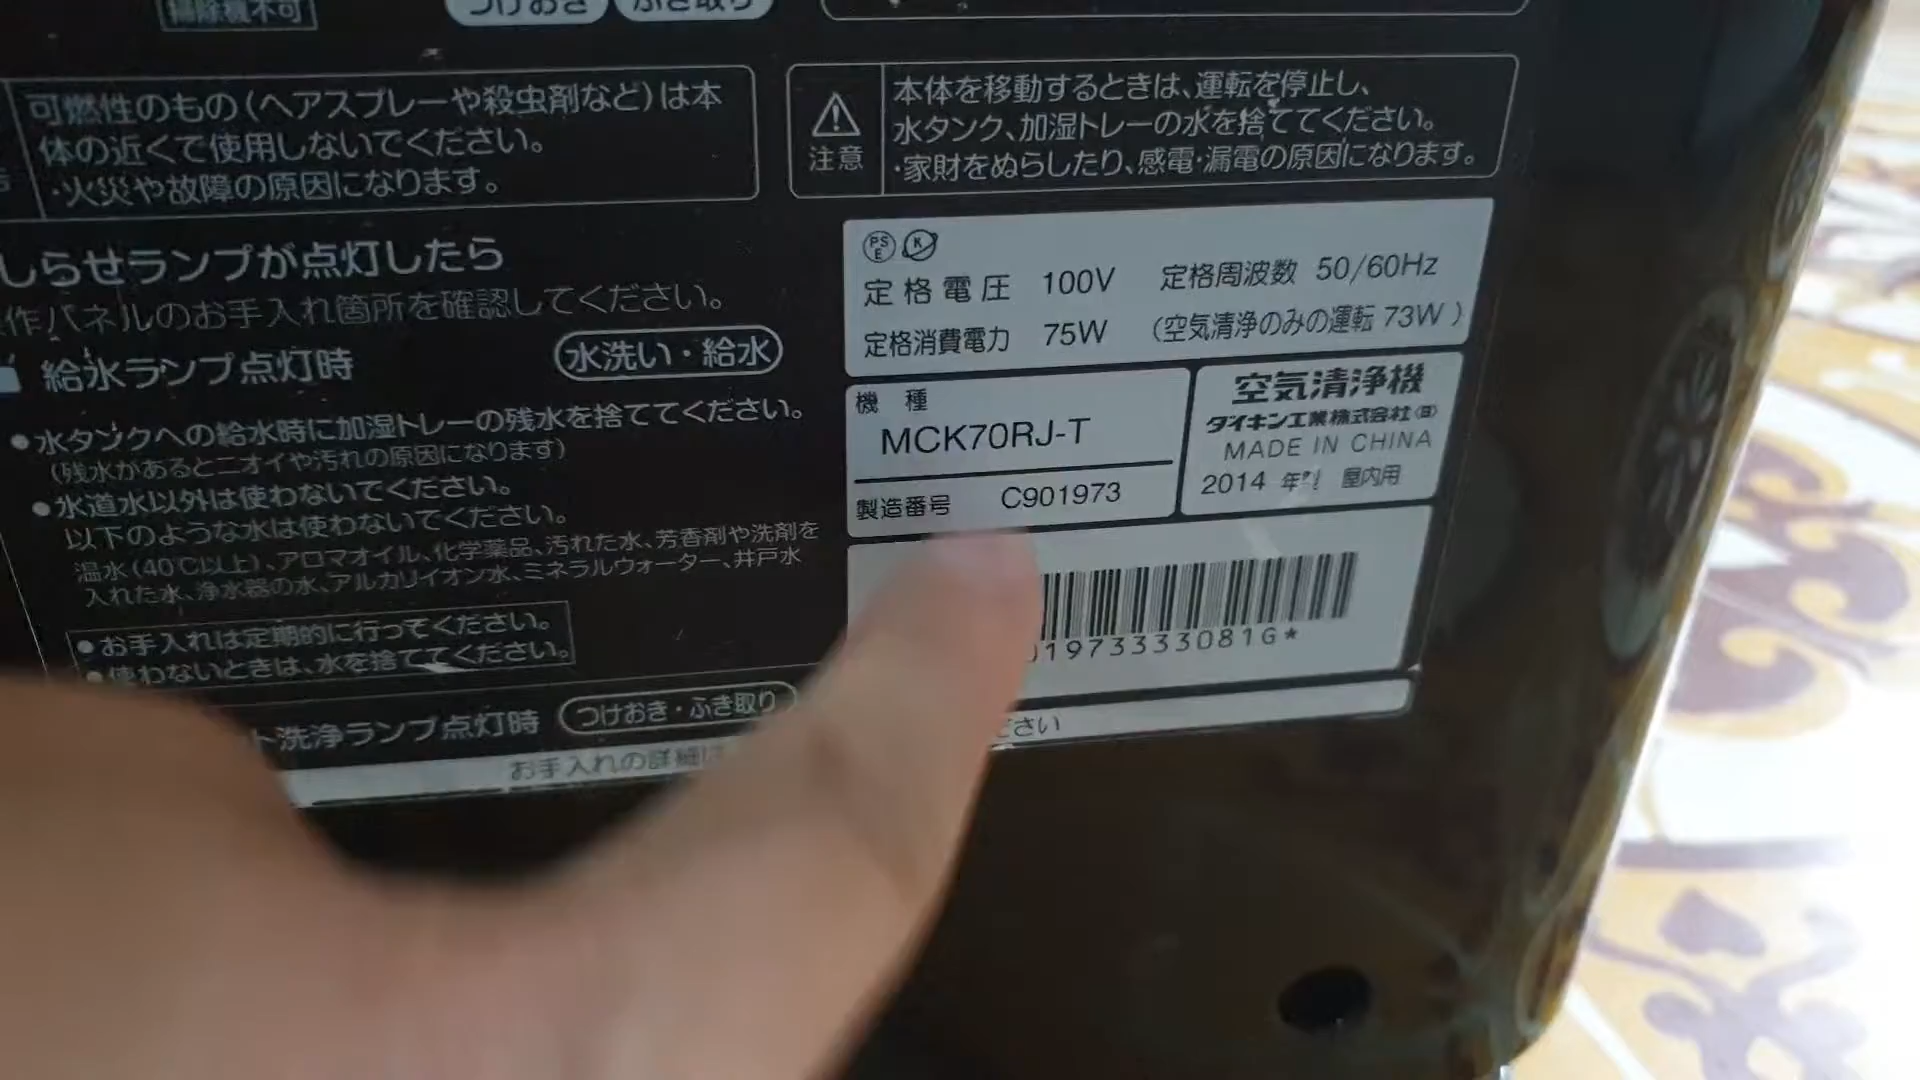 掃除機不可
つけおき
ふき取り
可燃性のもの(ヘアスプレーや殺虫剤など)は本
体の近くで使用しないでください。
・火災や故障の原因になります。
注意
本体を移動するときは、運転を停止し、
水タンク、加湿トレーの水を捨ててください。
・家財をぬらしたり、感電・漏電の原因になります。
しらせランプが点灯したら
作パネルのお手入れ箇所を確認してください。
給水ランプ点灯時
水洗い・給水
●水タンクへの給水時に加湿トレーの残水を捨ててください。
(残水があるとニオイや汚れの原因になります)
●水道水以外は使わないでください。
以下のような水は使わないでください。
温水(40℃以上)、アロマオイル、化学薬品、汚れた水、芳香剤や洗剤を
入れた水、浄水器の水、アルカリイオン水、ミネラルウォーター、井戸水
●お手入れは定期的に行ってください。
●使わないときは、水を捨ててください。
ト洗浄ランプ点灯時
つけおき・ふき取り
お手入れの詳細は
ださい
PS
E
K
定格電圧 100V 定格周波数 50/60Hz
定格消費電力 75W (空気清浄のみの運転 73W)
機種
MCK70RJ-T
製造番号 C901973
空気清浄機
ダイキン工業株式会社
MADE IN CHINA
2014 年製 屋内用
01973333081G*